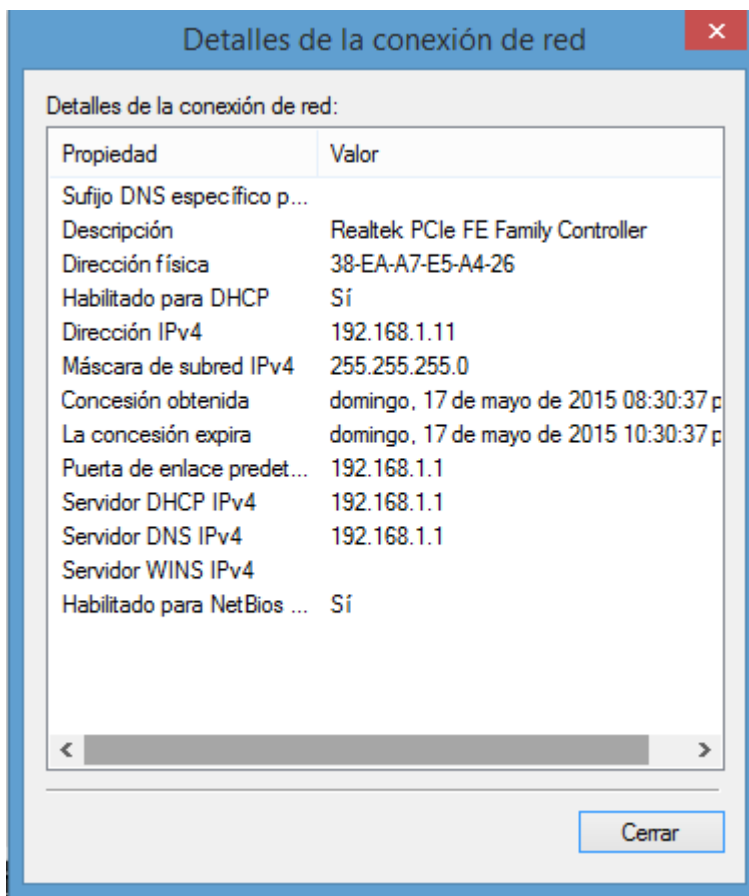 Detalles de la conexión de red
Detalles de la conexión de red:
Propiedad Valor
Sufijo DNS específico p...
Descripción Realtek PCIe FE Family Controller
Dirección física 38-EA-A7-E5-A4-26
Habilitado para DHCP Sí
Dirección IPv4 192.168.1.11
Máscara de subred IPv4 255.255.255.0
Concesión obtenida domingo, 17 de mayo de 2015 08:30:37 p
La concesión expira domingo, 17 de mayo de 2015 10:30:37 p
Puerta de enlace predet... 192.168.1.1
Servidor DHCP IPv4 192.168.1.1
Servidor DNS IPv4 192.168.1.1
Servidor WINS IPv4
Habilitado para NetBios ... Sí
Cerrar